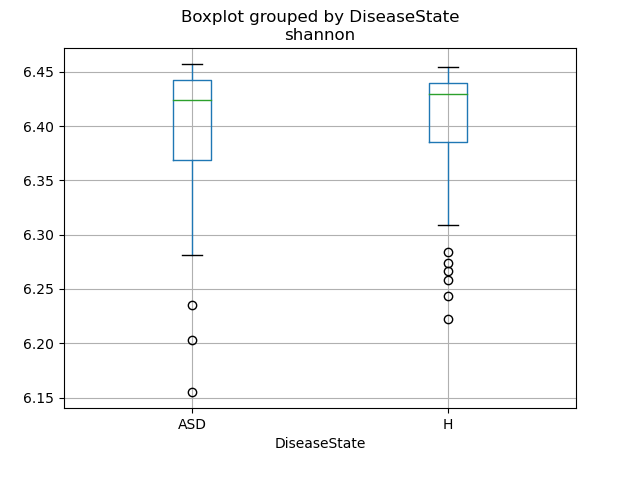 Boxplot grouped by DiseaseState
shannon
6.45
6.40
6.35
6.30
6.25
6.20
6.15
ASD
H
DiseaseState